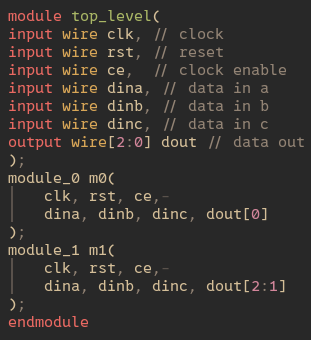 module top_level(
input wire clk, // clock
input wire rst, // reset
input wire ce,  // clock enable
input wire dina, // data in a
input wire dinb, // data in b
input wire dinc, // data in c
output wire[2:0] dout // data out
);
module_0 m0(
    clk, rst, ce,-
    dina, dinb, dinc, dout[0]
);
module_1 m1(
    clk, rst, ce,-
    dina, dinb, dinc, dout[2:1]
);
endmodule